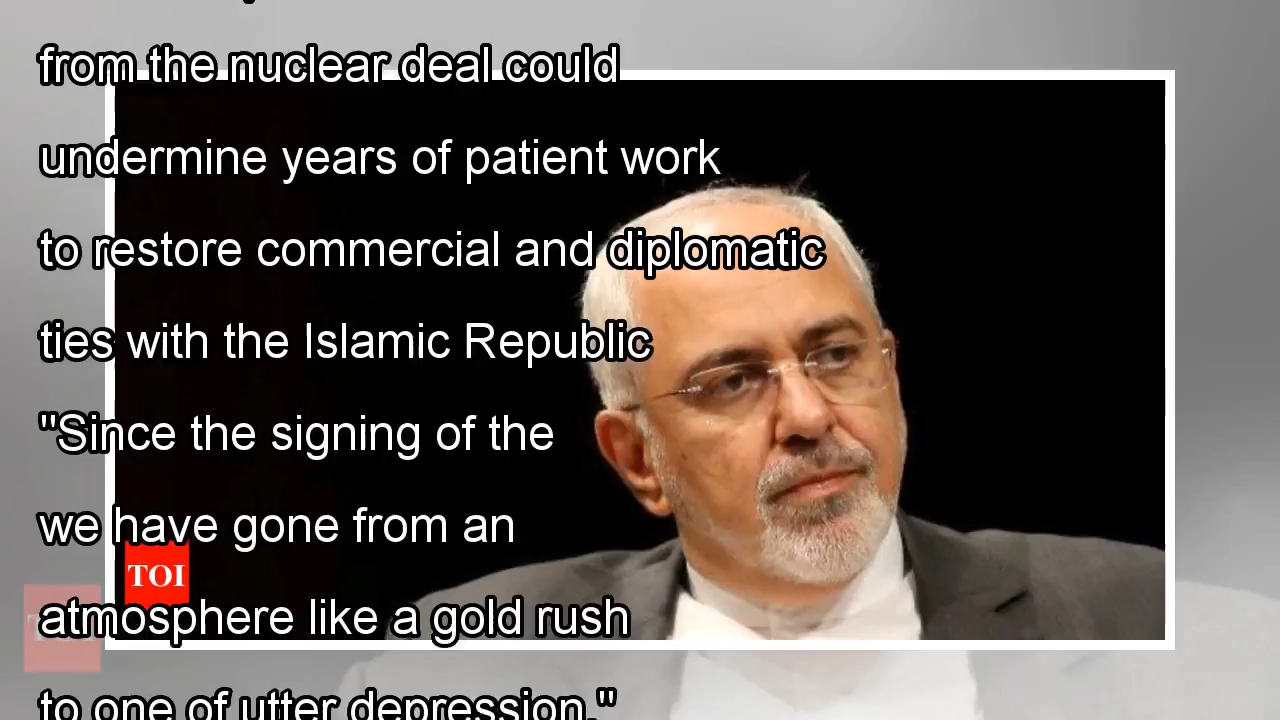 from the nuclear deal could
undermine years of patient work
to restore commercial and diplomatic
ties with the Islamic Republic
"Since the signing of the
we have gone from an
TOI
atmosphere like a gold rush
to one of utter depression."